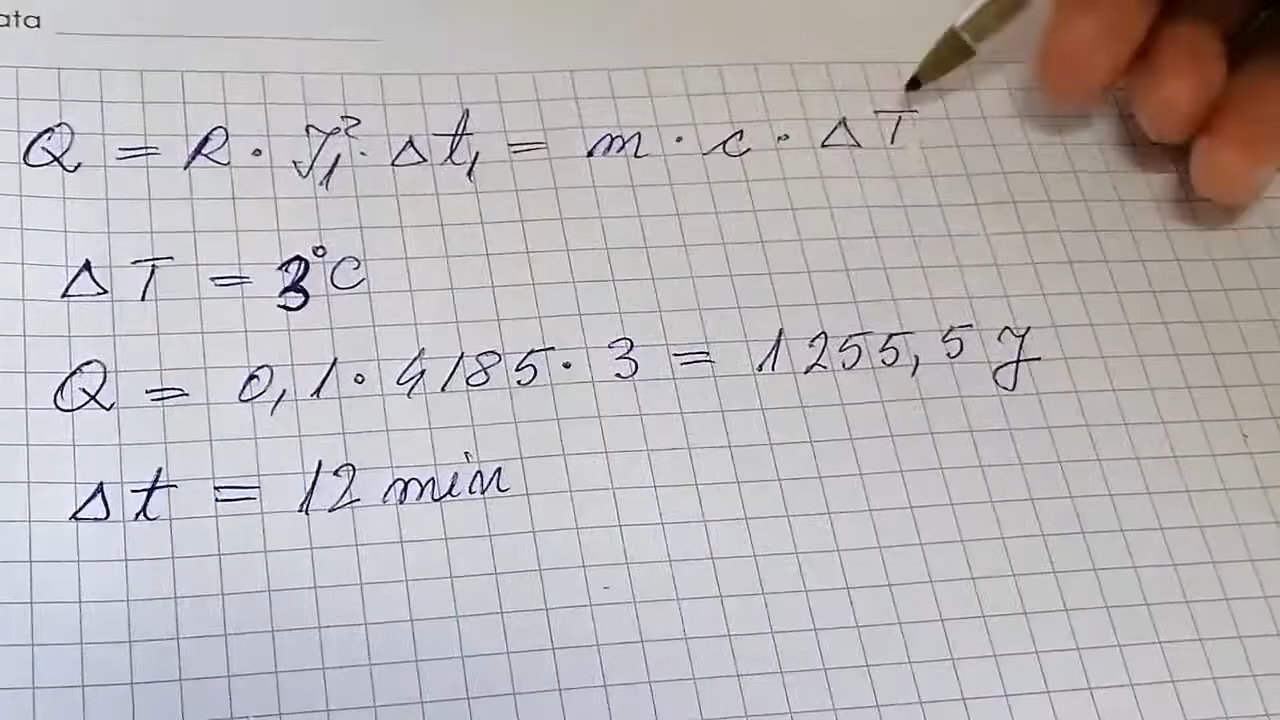 ata
Q = R · I₁² · Δt₁ = m · c · ΔT
ΔT = 3°C
Q = 0,1 · 4185 · 3 = 1255,5 J
Δt = 12 min